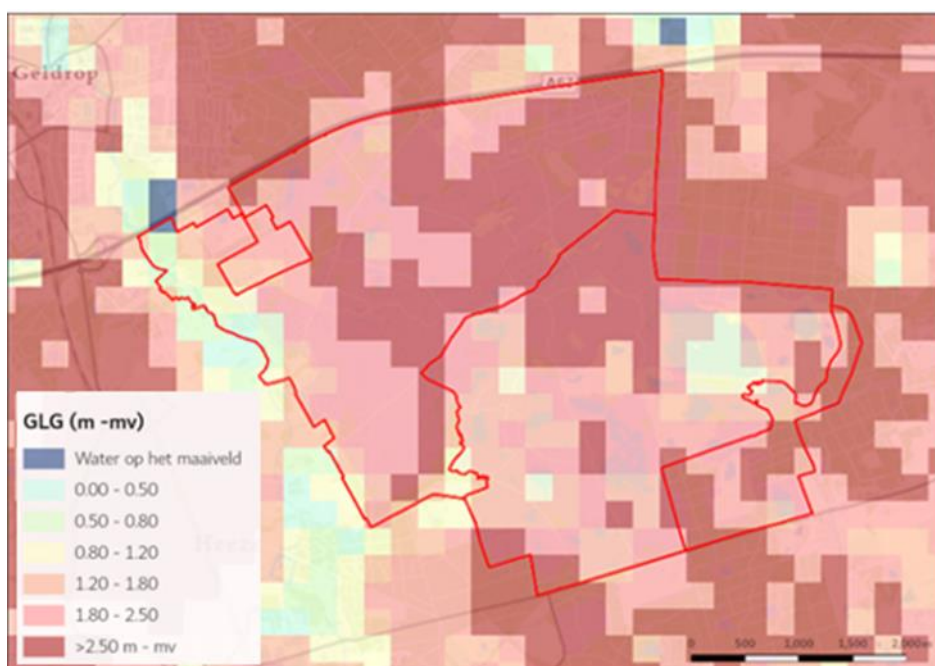 Geldrop
A67
GLG (m -mv)
Water op het maaiveld
0.00 - 0.50
0.50 - 0.80
0.80 - 1.20
1.20 - 1.80
1.80 - 2.50
>2.50 m - mv
0 500 1,000 1,500 2,000